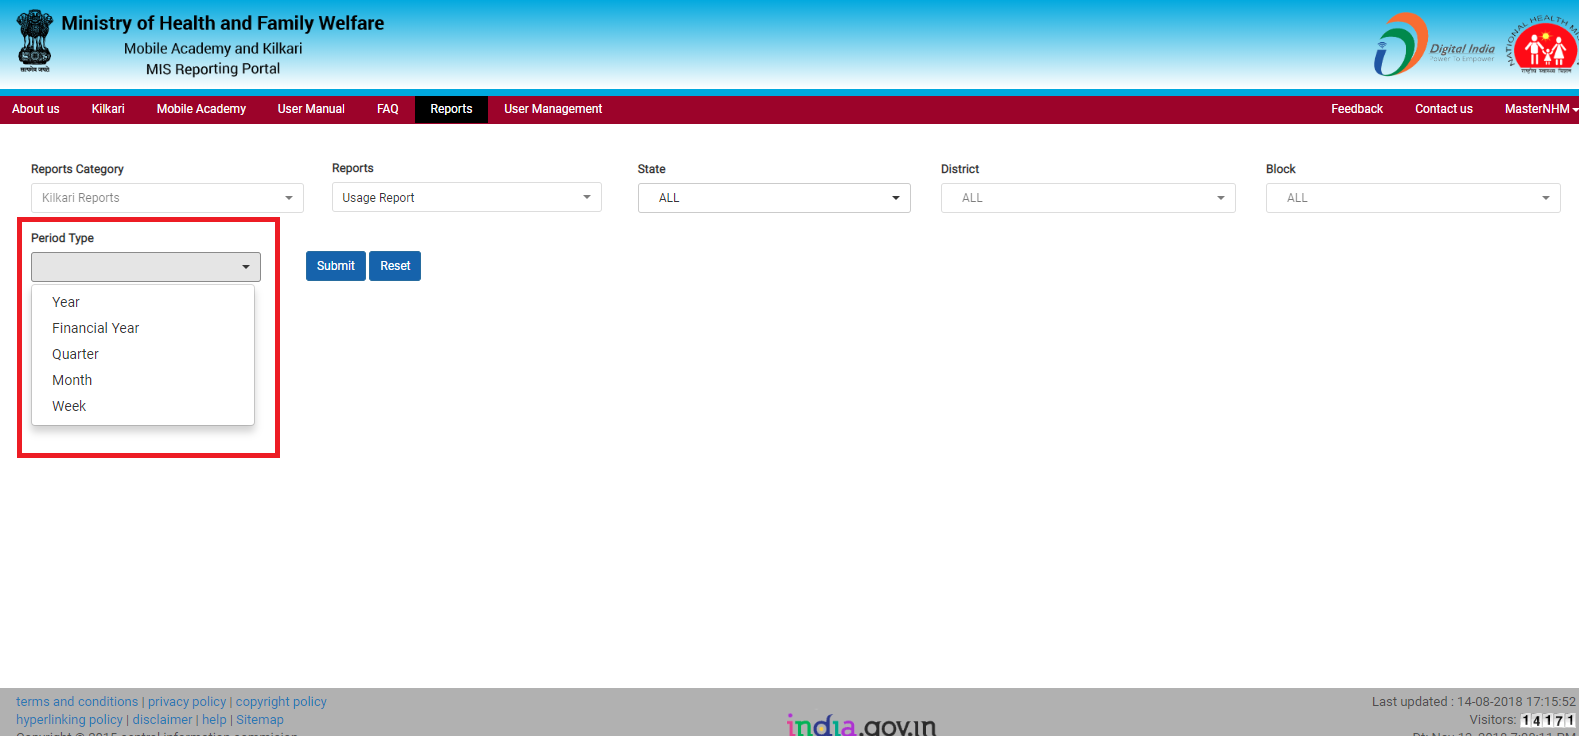 Ministry of Health and Family Welfare
Mobile Academy and Kilkari
MIS Reporting Portal
सत्यमेव जयते
Digital India
Power To Empower
NATIONAL HEALTH
About us Kilkari Mobile Academy User Manual FAQ Reports User Management Feedback Contact us MasterNHM
Reports Category Reports State District Block
Kilkari Reports Usage Report ALL ALL ALL
Period Type
Submit Reset
Year
Financial Year
Quarter
Month
Week
terms and conditions | privacy policy | copyright policy
hyperlinking policy | disclaimer | help | Sitemap
india.gov.in
Last updated : 14-08-2018 17:15:52
Visitors: 14171